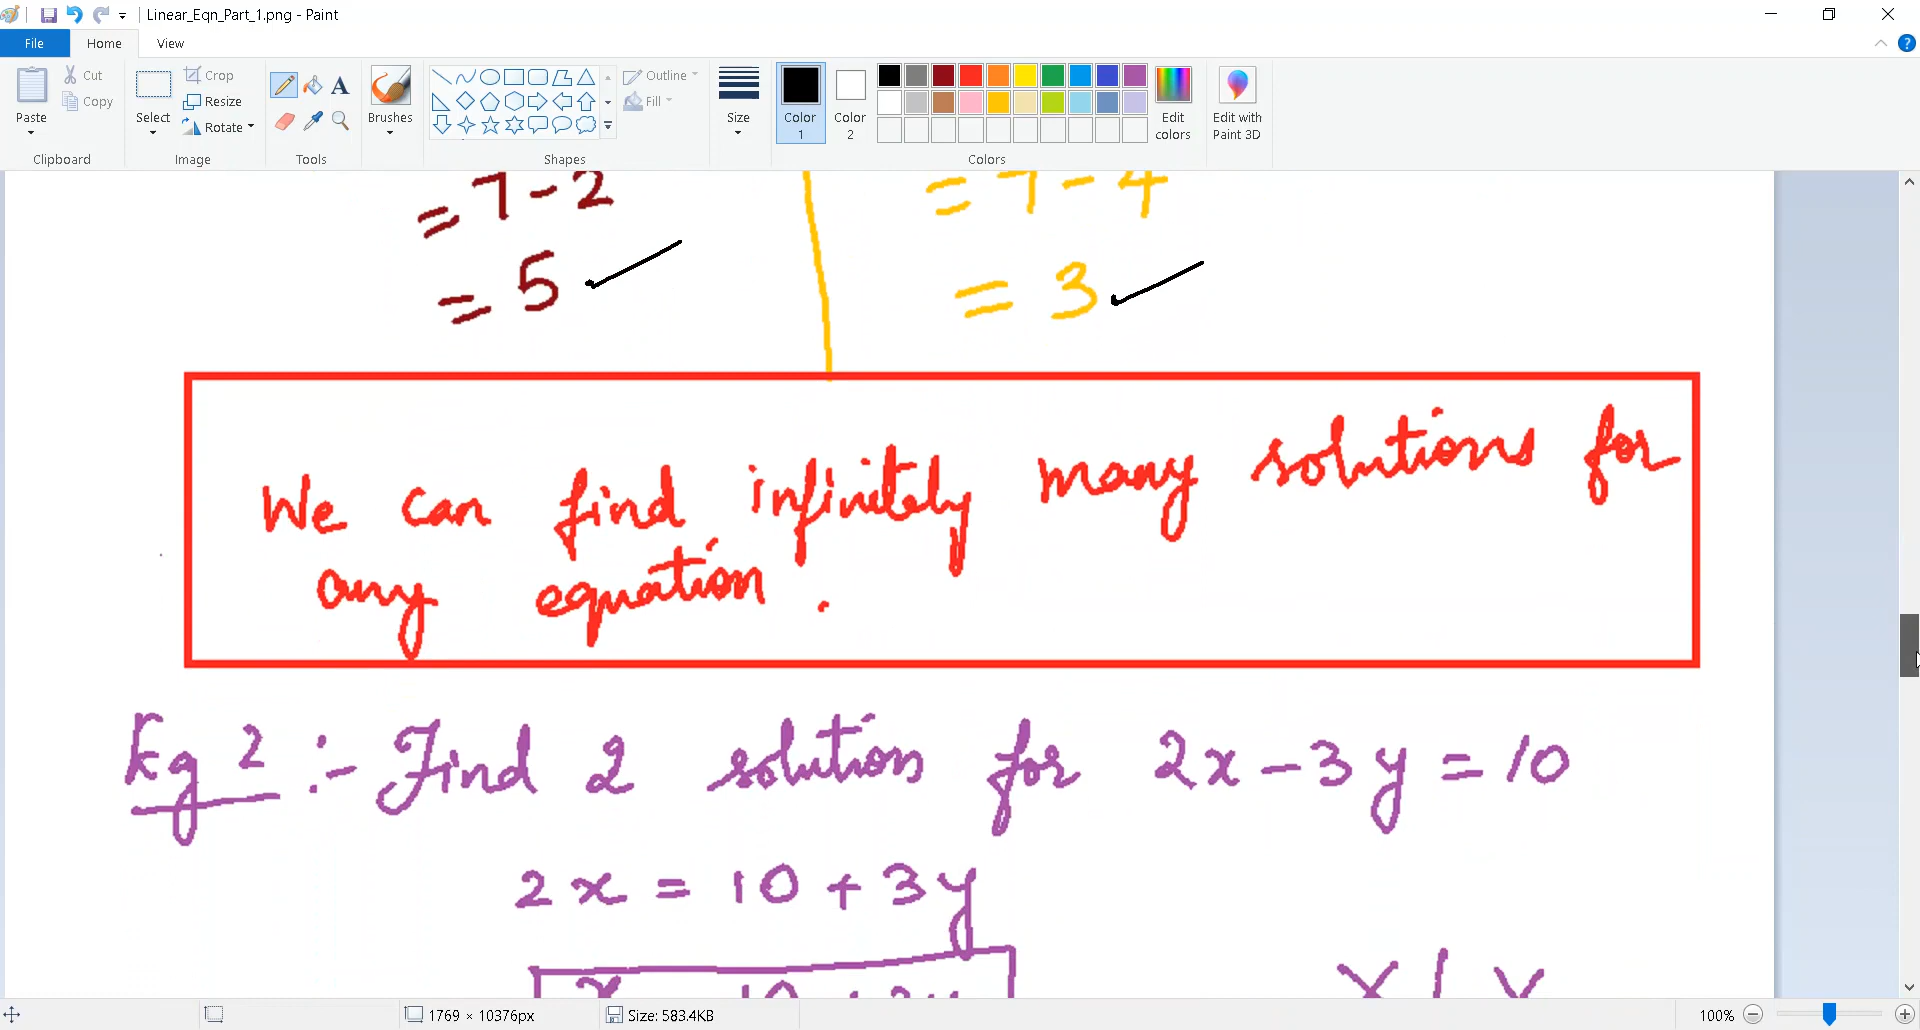 Linear_Eqn_Part_1.png - Paint
File Home View
Paste
Cut
Copy
Clipboard
Select
Crop
Resize
Rotate
Image
Tools
Brushes
Shapes
Outline
Fill
Size
Color 1
Color 2
Edit colors
Colors
Edit with Paint 3D
= 7-2
= 5
= 7-4
= 3
We can find infinitely many solutions for
any equation.
Eg 2 :- Find 2 solutions for 2x-3y=10
2x = 10 + 3y
1769 × 10376px
Size: 583.4KB
100%